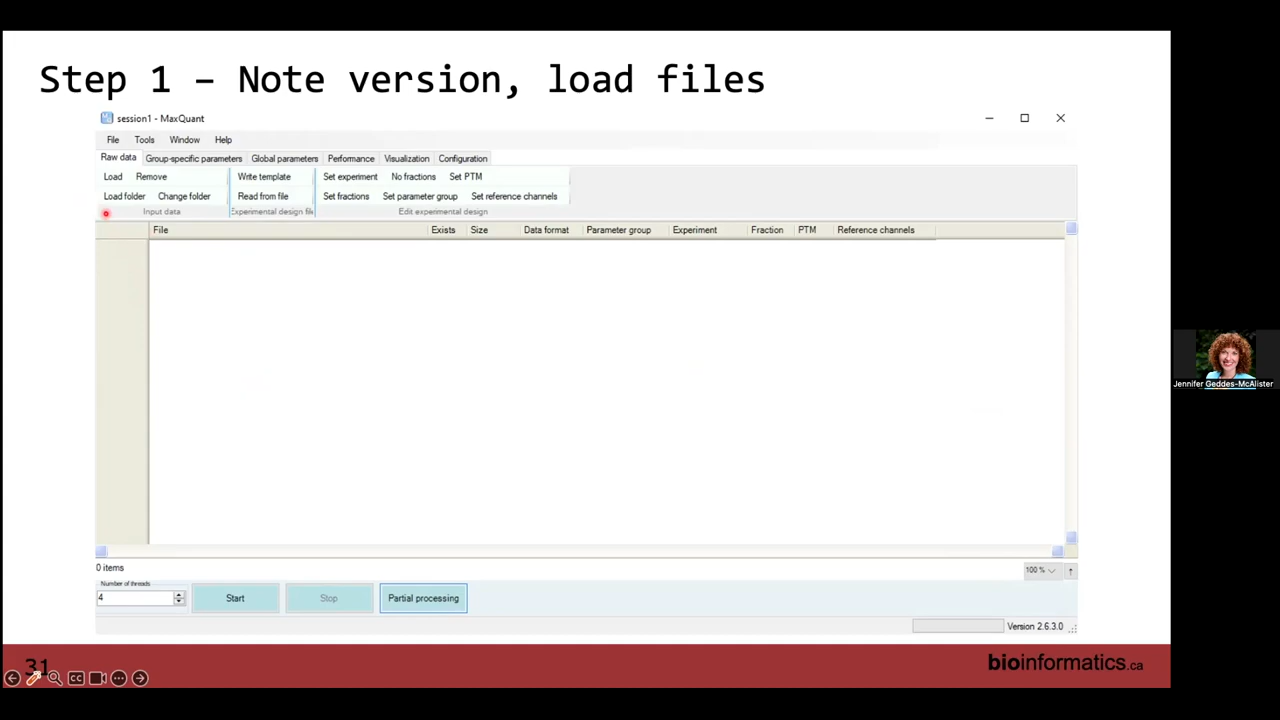 Step 1 – Note version, load files
session1 - MaxQuant
File Tools Window Help
Raw data Group-specific parameters Global parameters Performance Visualization Configuration
Load Remove Write template Set experiment No fractions Set PTM
Load folder Change folder Read from file Set fractions Set parameter group Set reference channels
Input data Experimental design file Edit experimental design
File Exists Size Data format Parameter group Experiment Fraction PTM Reference channels
0 items
100 %
Number of threads
4 Start Stop Partial processing
Version 2.6.3.0
Jennifer Geddes-McAlister
31
CC
bioinformatics.ca